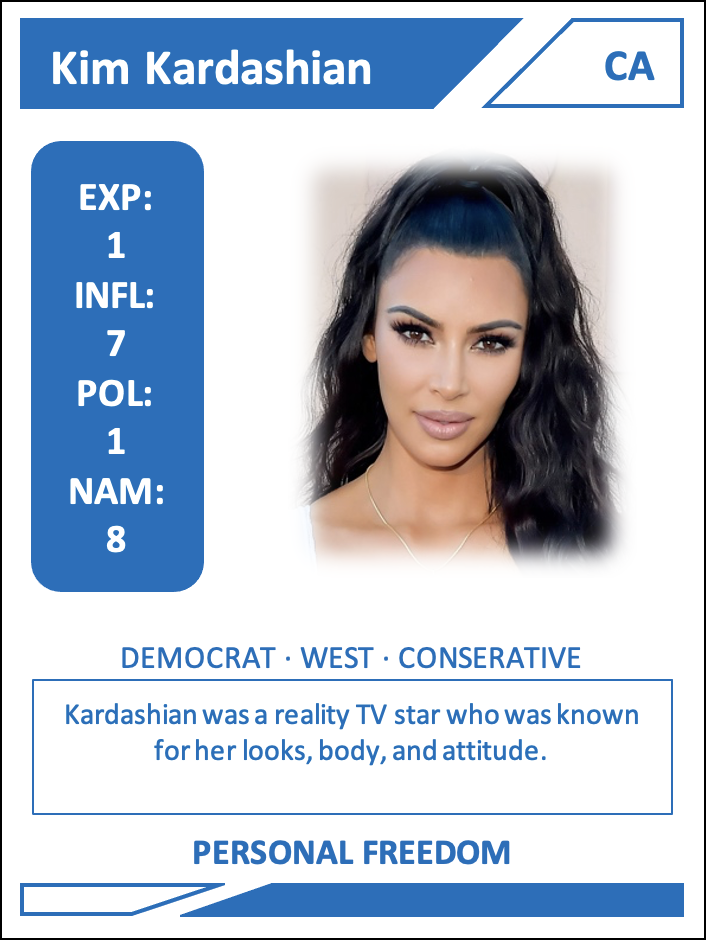 Kim Kardashian
CA
EXP:
1
INFL:
7
POL:
1
NAM:
8
DEMOCRAT · WEST · CONSERATIVE
Kardashian was a reality TV star who was known
for her looks, body, and attitude.
PERSONAL FREEDOM